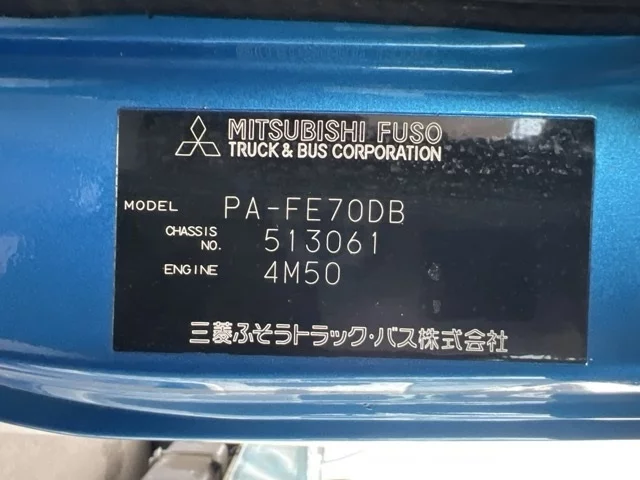 MITSUBISHI FUSO
TRUCK & BUS CORPORATION
MODEL PA-FE70DB
CHASSIS NO. 513061
ENGINE 4M50
三菱ふそうトラック・バス株式会社